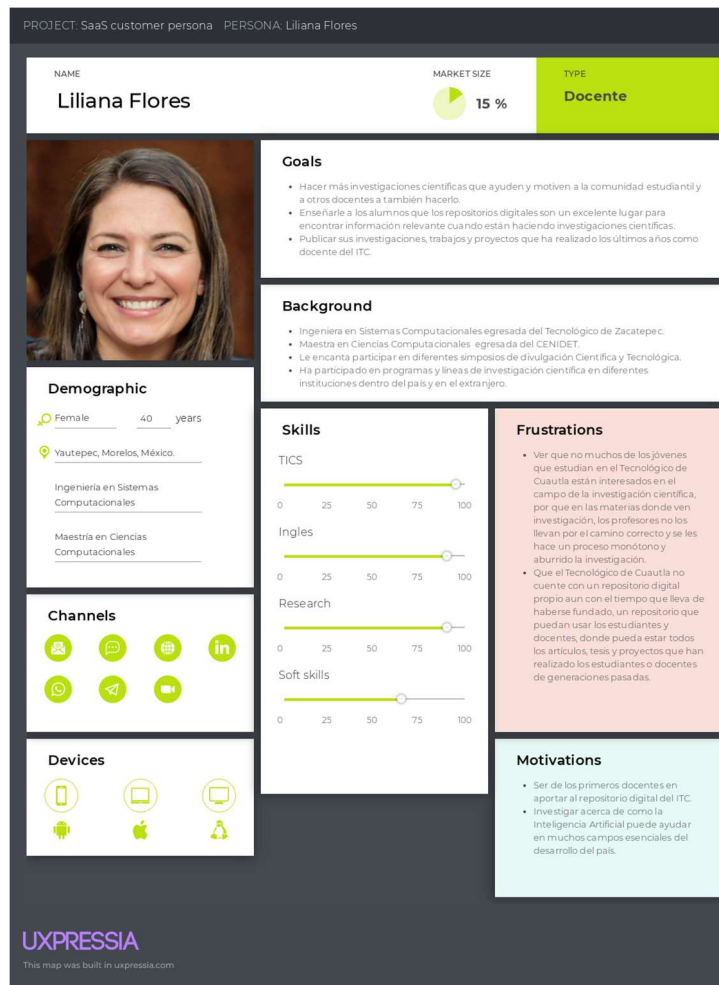 PROJECT: SaaS customer persona PERSONA: Liliana Flores
NAME
Liliana Flores
MARKET SIZE
15 %
TYPE
Docente
Goals
Hacer más investigaciones científicas que ayuden y motiven a la comunidad estudiantil y
a otros docentes a también hacerlo.
Enseñarle a los alumnos que los repositorios digitales son un excelente lugar para
encontrar información relevante cuando están haciendo investigaciones científicas.
Publicar sus investigaciones, trabajos y proyectos que ha realizado los últimos años como
docente del ITC.
Background
Ingeniera en Sistemas Computacionales egresada del Tecnológico de Zacatepec.
Maestra en Ciencias Computacionales egresada del CENIDET.
Le encanta participar en diferentes simposios de divulgación Científica y Tecnológica.
Ha participado en programas y líneas de investigación científica en diferentes
instituciones dentro del país y en el extranjero.
Demographic
Female 40 years
Yautepec, Morelos, México.
Ingeniería en Sistemas
Computacionales
Maestría en Ciencias
Computacionales
Channels
in
Devices
Skills
TICS
0 25 50 75 100
Ingles
0 25 50 75 100
Research
0 25 50 75 100
Soft skills
0 25 50 75 100
Frustrations
Ver que no muchos de los jóvenes
que estudian en el Tecnológico de
Cuautla están interesados en el
campo de la investigación científica,
por que en las materias donde ven
investigación, los profesores no los
llevan por el camino correcto y se les
hace un proceso monótono y
aburrido la investigación.
Que el Tecnológico de Cuautla no
cuente con un repositorio digital
propio aun con el tiempo que lleva de
haberse fundado, un repositorio que
puedan usar los estudiantes y
docentes, donde pueda estar todos
los artículos, tesis y proyectos que han
realizado los estudiantes o docentes
de generaciones pasadas.
Motivations
Ser de los primeros docentes en
aportar al repositorio digital del ITC.
Investigar acerca de como la
Inteligencia Artificial puede ayudar
en muchos campos esenciales del
desarrollo del país.
UXPRESSIA
This map was built in uxpressia.com